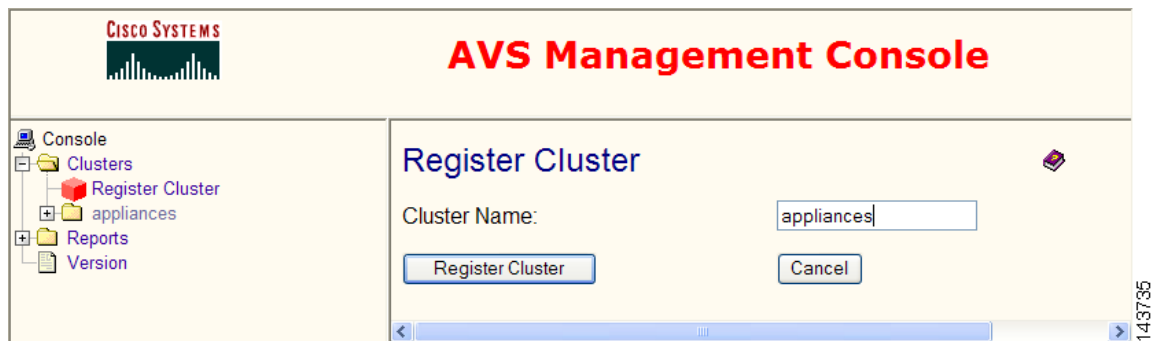 CISCO SYSTEMS
AVS Management Console
Console
Clusters
Register Cluster
appliances
Reports
Version
Register Cluster
Cluster Name:
appliances
Register Cluster
Cancel
143735